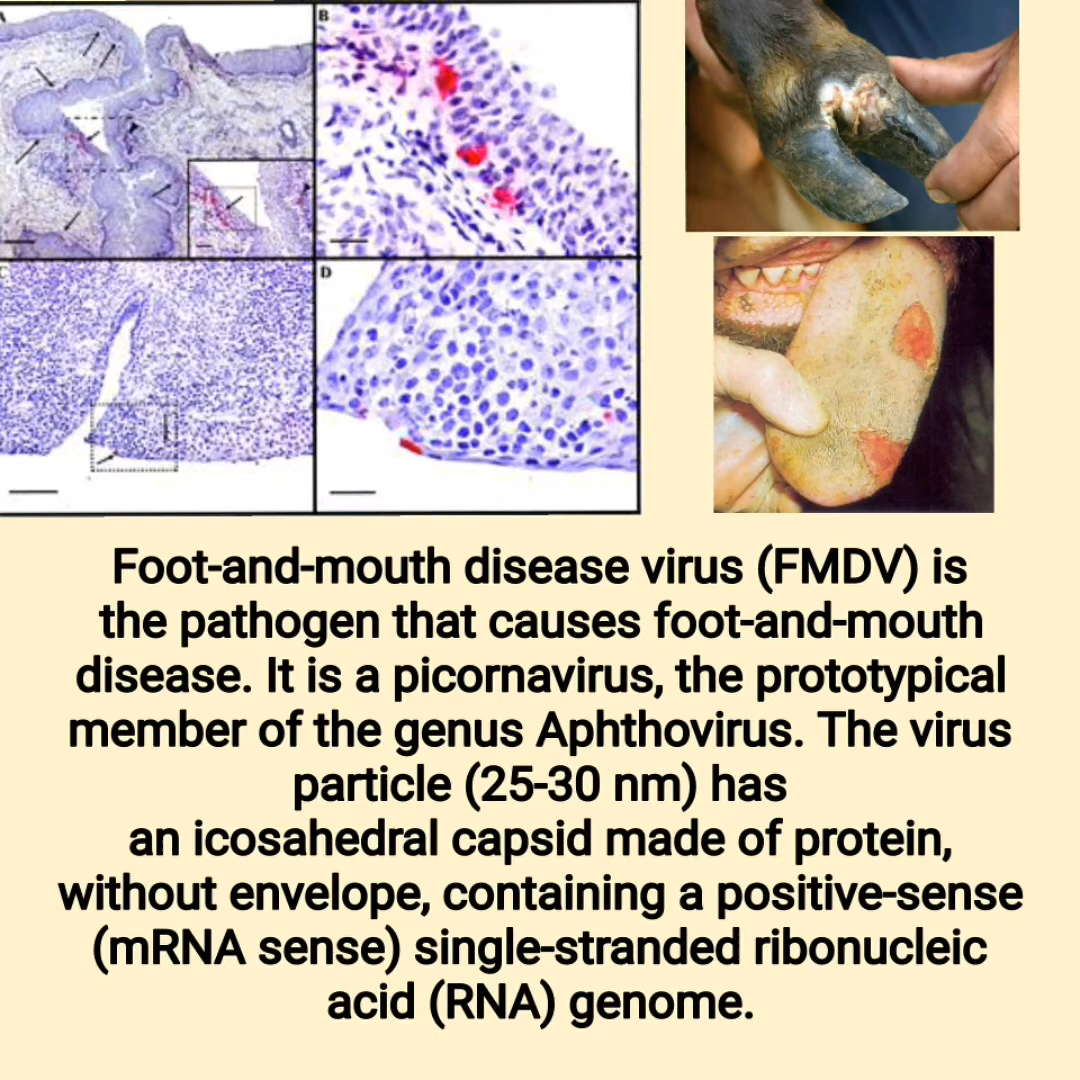 A
B
C
D
Foot-and-mouth disease virus (FMDV) is
the pathogen that causes foot-and-mouth
disease. It is a picornavirus, the prototypical
member of the genus Aphthovirus. The virus
particle (25-30 nm) has
an icosahedral capsid made of protein,
without envelope, containing a positive-sense
(mRNA sense) single-stranded ribonucleic
acid (RNA) genome.